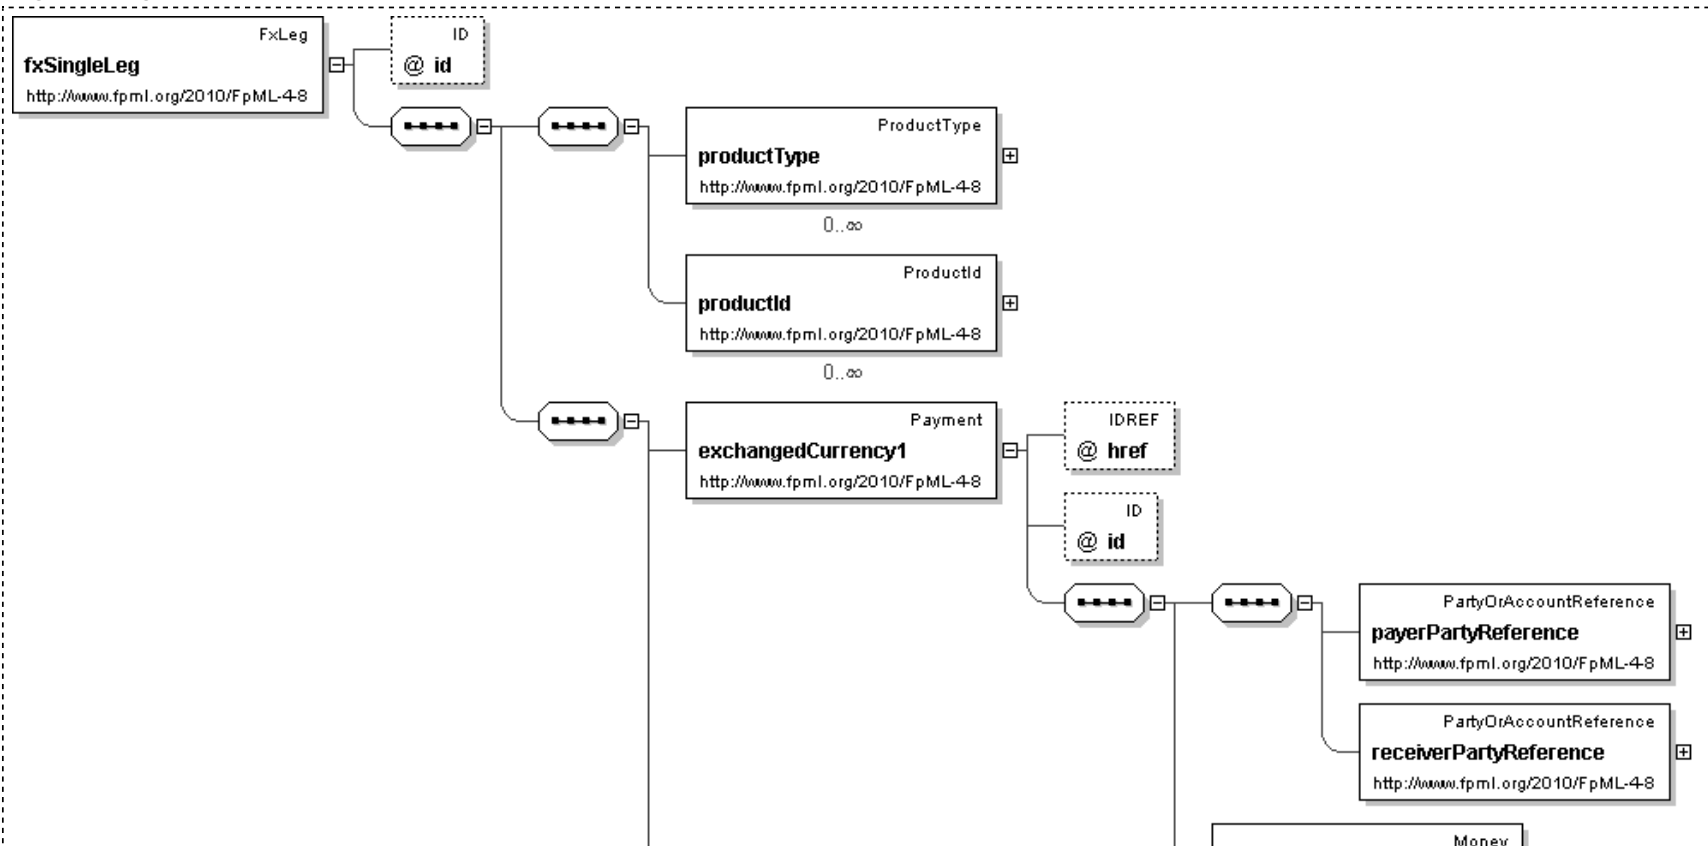 FxLeg
fxSingleLeg
http://www.fpml.org/2010/FpML-4-8
ID
@ id
ProductType
productType
http://www.fpml.org/2010/FpML-4-8
0..∞
ProductId
productId
http://www.fpml.org/2010/FpML-4-8
0..∞
Payment
exchangedCurrency1
http://www.fpml.org/2010/FpML-4-8
IDREF
@ href
ID
@ id
PartyOrAccountReference
payerPartyReference
http://www.fpml.org/2010/FpML-4-8
PartyOrAccountReference
receiverPartyReference
http://www.fpml.org/2010/FpML-4-8
Money